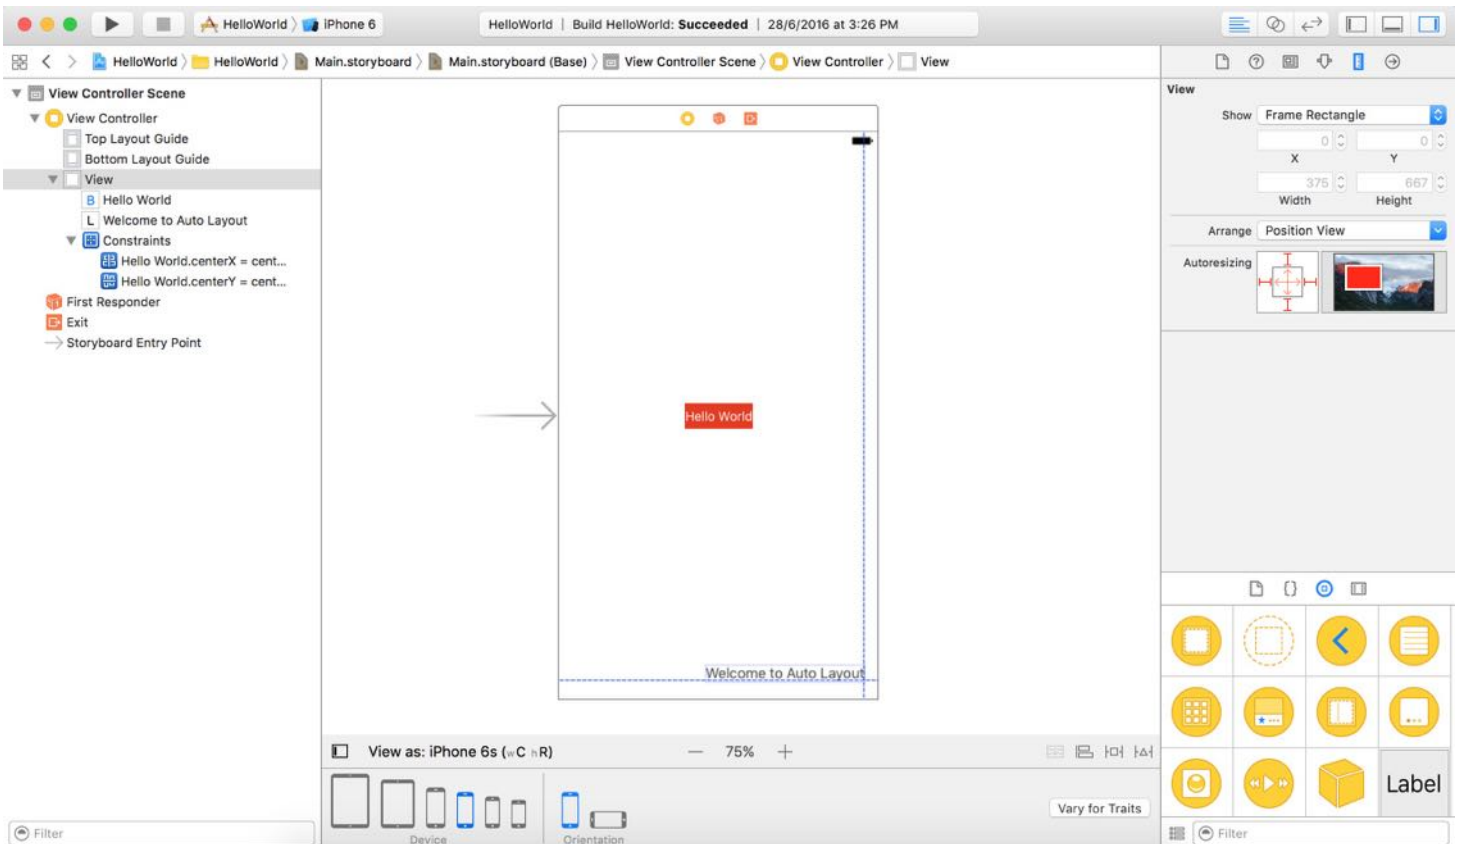 HelloWorld iPhone 6
HelloWorld | Build HelloWorld: Succeeded | 28/6/2016 at 3:26 PM
HelloWorld HelloWorld Main.storyboard Main.storyboard (Base) View Controller Scene View Controller View
View Controller Scene
View Controller
Top Layout Guide
Bottom Layout Guide
View
B Hello World
L Welcome to Auto Layout
Constraints
Hello World.centerX = cent...
Hello World.centerY = cent...
First Responder
Exit
Storyboard Entry Point
Filter
Hello World
Welcome to Auto Layout
View as: iPhone 6s (wC hR)
75%
Device
Orientation
Vary for Traits
View
Show Frame Rectangle
0 0
X Y
375 667
Width Height
Arrange Position View
Autoresizing
Label
Filter